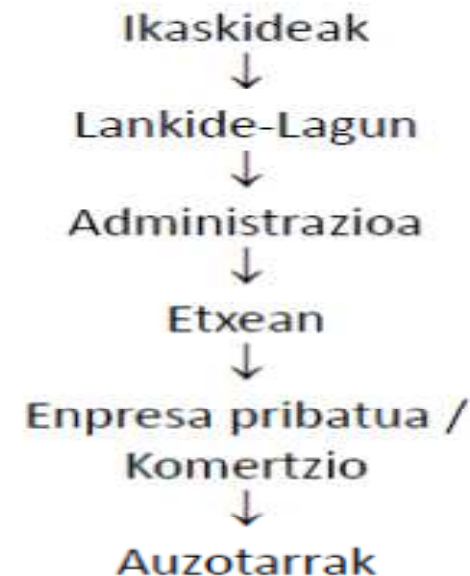 Ikaskideak
↓
Lankide-Lagun
↓
Administrazioa
↓
Etxean
↓
Enpresa pribatua /
Komertzio
↓
Auzotarrak